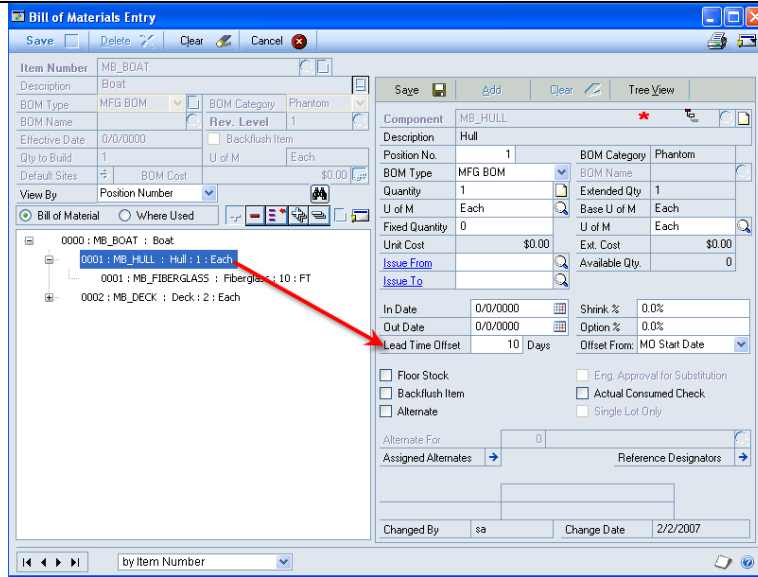 Bill of Materials Entry
Save Delete Clear Cancel
Item Number MB_BOAT
Description Boat
BOM Type MFG BOM BOM Category Phantom
BOM Name Rev. Level 1
Effective Date 0/0/0000 Backflush Item
Qty to Build 1 U of M Each
Default Sites BOM Cost $0.00
View By Position Number
Bill of Material Where Used
0000 : MB_BOAT : Boat
0001 : MB_HULL : Hull : 1 : Each
0001 : MB_FIBERGLASS : Fiberglass : 10 : FT
0002 : MB_DECK : Deck : 2 : Each
Save Add Clear Tree View
Component MB_HULL *
Description Hull
Position No. 1 BOM Category Phantom
BOM Type MFG BOM BOM Name
Quantity 1 Extended Qty 1
U of M Each Base U of M Each
Fixed Quantity 0 U of M Each
Unit Cost $0.00 Ext. Cost $0.00
Issue From Available Qty. 0
Issue To
In Date 0/0/0000 Shrink % 0.0%
Out Date 0/0/0000 Option % 0.0%
Lead Time Offset 10 Days Offset From: MO Start Date
Floor Stock Eng. Approval for Substitution
Backflush Item Actual Consumed Check
Alternate Single Lot Only
Alternate For 0
Assigned Alternates Reference Designators
Changed By sa Change Date 2/2/2007
by Item Number